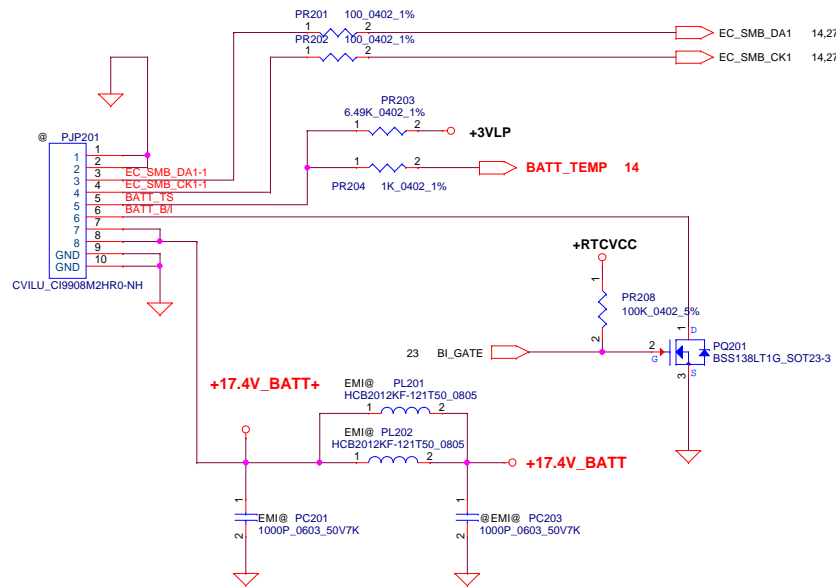 PR201 100_0402_1%
1 2
EC_SMB_DA1 14,27
PR202 100_0402_1%
1 2
EC_SMB_CK1 14,27
PR203
6.49K_0402_1%
1 2
+3VLP
@ PJP201
1 1
2 2
3 3 EC_SMB_DA1-1
4 4 EC_SMB_CK1-1
5 5 BATT_TS
6 6 BATT_B/I
7 7
8 8
GND 9
GND 10
CVILU_CI9908M2HR0-NH
1 2
BATT_TEMP 14
PR204 1K_0402_1%
+RTCVCC
1
PR208
100K_0402_5%
2
23 BI_GATE
1 D
2 G
PQ201
BSS138LT1G_SOT23-3
3 S
+17.4V_BATT+
EMI@ PL201
HCB2012KF-121T50_0805
1 2
EMI@ PL202
HCB2012KF-121T50_0805
1 2
+17.4V_BATT
1
EMI@ PC201
1000P_0603_50V7K
2
1
@EMI@ PC203
1000P_0603_50V7K
2